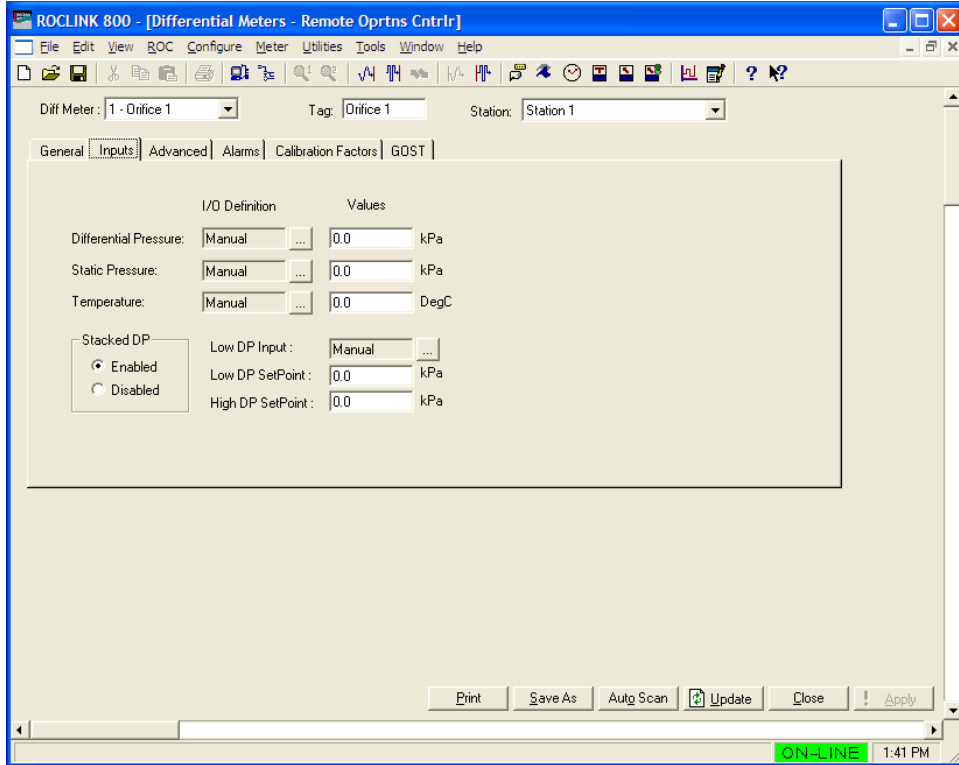 ROCLINK 800 - [Differential Meters - Remote Oprtns Cntrlr]
File Edit View ROC Configure Meter Utilities Tools Window Help
Diff Meter : 1 - Orifice 1 Tag: Orifice 1 Station: Station 1
General Inputs Advanced Alarms Calibration Factors GOST
I/O Definition Values
Differential Pressure: Manual ... 0.0 kPa
Static Pressure: Manual ... 0.0 kPa
Temperature: Manual ... 0.0 DegC
Stacked DP
Enabled
Disabled
Low DP Input : Manual ...
Low DP SetPoint : 0.0 kPa
High DP SetPoint : 0.0 kPa
Print Save As Auto Scan Update Close ! Apply
ON-LINE 1:41 PM